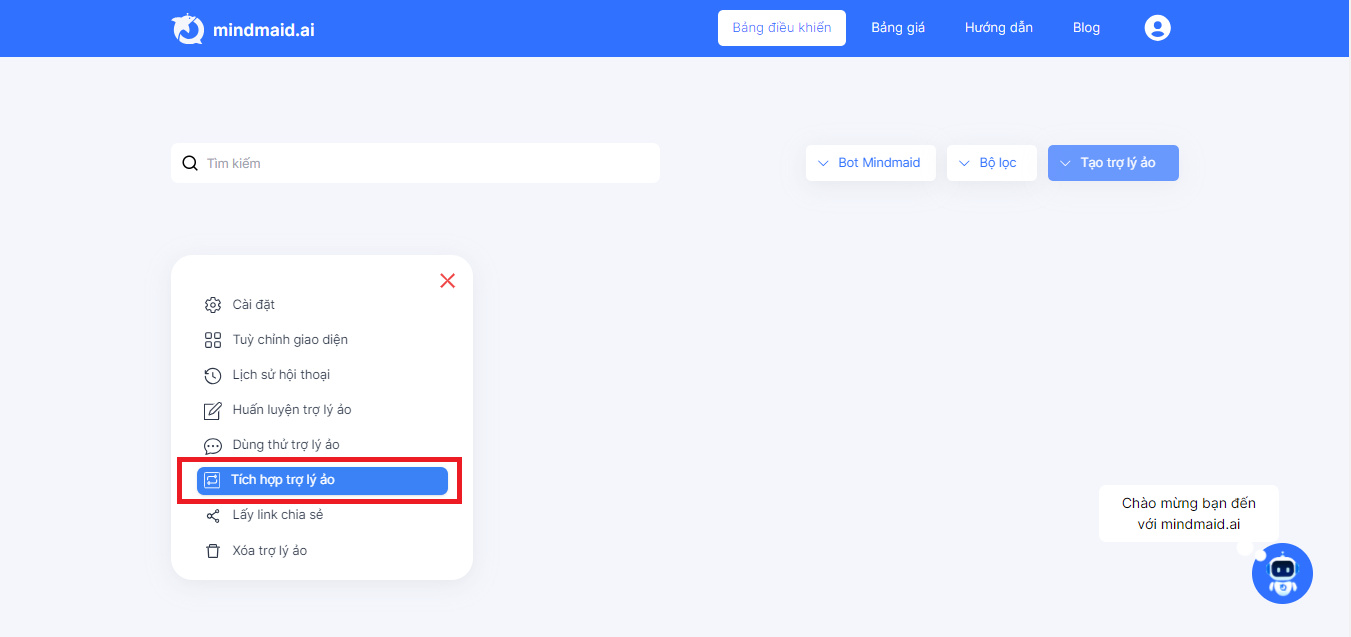 mindmaid.ai
Bảng điều khiển
Bảng giá
Hướng dẫn
Blog
Tìm kiếm
Bot Mindmaid
Bộ lọc
Tạo trợ lý ảo
Cài đặt
Tuỳ chỉnh giao diện
Lịch sử hội thoại
Huấn luyện trợ lý ảo
Dùng thử trợ lý ảo
Tích hợp trợ lý ảo
Lấy link chia sẻ
Xóa trợ lý ảo
Chào mừng bạn đến
với mindmaid.ai